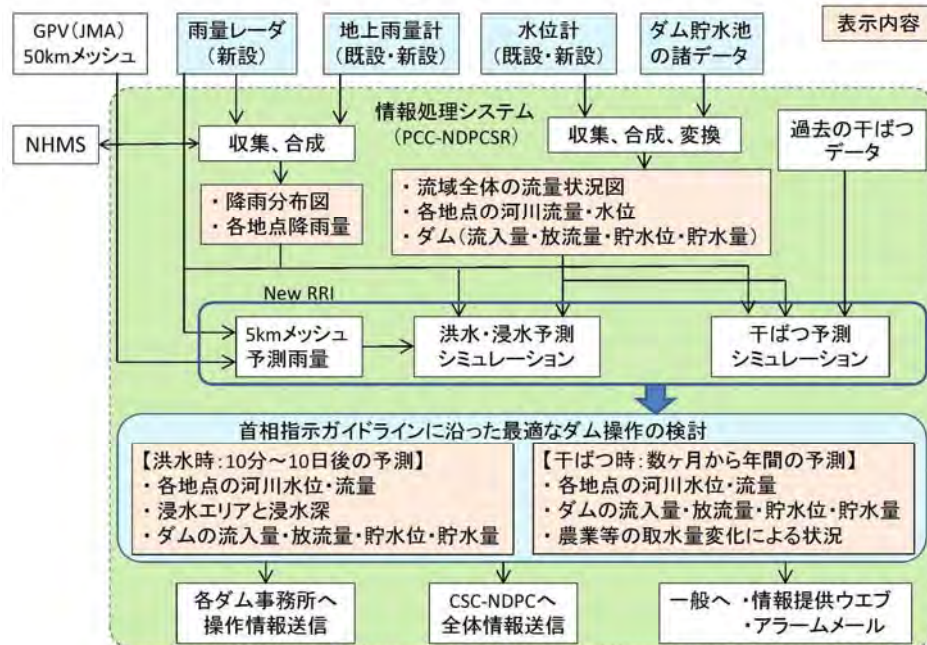 GPV(JMA)
50kmメッシュ
雨量レーダ
(新設)
地上雨量計
(既設・新設)
水位計
(既設・新設)
ダム貯水池
の諸データ
表示内容
情報処理システム
(PCC-NDPCSR)
NHMS
収集、合成
収集、合成、変換
過去の干ばつ
データ
・降雨分布図
・各地点降雨量
・流域全体の流量状況図
・各地点の河川流量・水位
・ダム(流入量・放流量・貯水位・貯水量)
New RRI
5kmメッシュ
予測雨量
洪水・浸水予測
シミュレーション
干ばつ予測
シミュレーション
首相指示ガイドラインに沿った最適なダム操作の検討
【洪水時:10分～10日後の予測】
・各地点の河川水位・流量
・浸水エリアと浸水深
・ダムの流入量・放流量・貯水位・貯水量
【干ばつ時:数ヶ月から年間の予測】
・各地点の河川水位・流量
・ダムの流入量・放流量・貯水位・貯水量
・農業等の取水量変化による状況
各ダム事務所へ
操作情報送信
CSC-NDPCへ
全体情報送信
一般へ ・情報提供ウエブ
・アラームメール